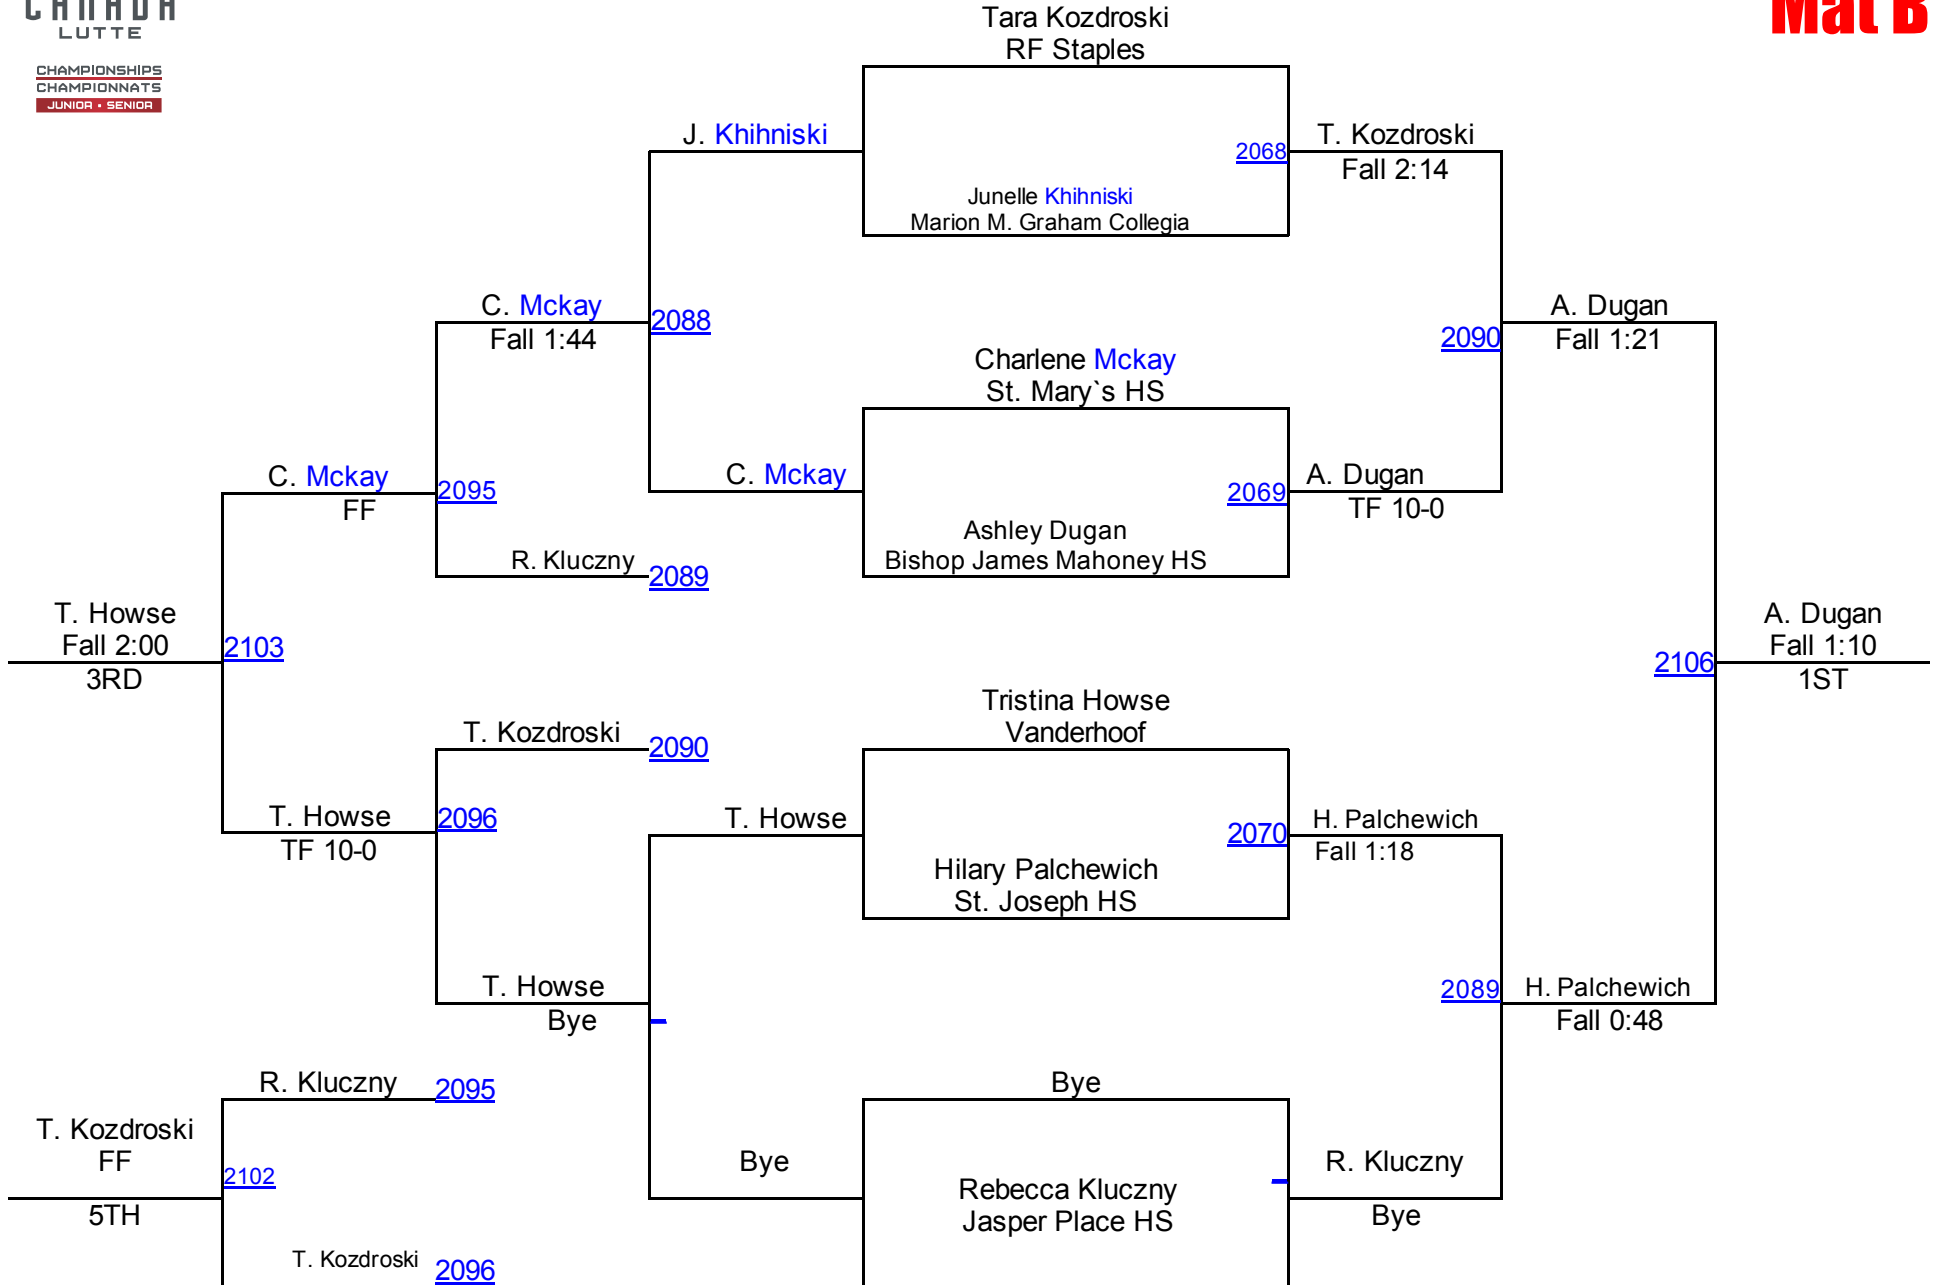 CANADA
LUTTE
CHAMPIONSHIPS
CHAMPIONNATS
JUNIOR • SENIOR
Mat B
Tara Kozdroski
RF Staples
J. Khihniski
2068
T. Kozdroski
Fall 2:14
Junelle Khihniski
Marion M. Graham Collegia
C. Mckay
Fall 1:44
2088
2090
A. Dugan
Fall 1:21
Charlene Mckay
St. Mary`s HS
C. Mckay
FF
2095
C. Mckay
2069
A. Dugan
TF 10-0
Ashley Dugan
Bishop James Mahoney HS
R. Kluczny
2089
T. Howse
Fall 2:00
3RD
2103
2106
A. Dugan
Fall 1:10
1ST
Tristina Howse
Vanderhoof
T. Kozdroski
2090
T. Howse
TF 10-0
2096
T. Howse
2070
H. Palchewich
Fall 1:18
Hilary Palchewich
St. Joseph HS
T. Howse
Bye
2089
H. Palchewich
Fall 0:48
R. Kluczny
2095
Bye
T. Kozdroski
FF
5TH
2102
Bye
R. Kluczny
Bye
Rebecca Kluczny
Jasper Place HS
T. Kozdroski
2096